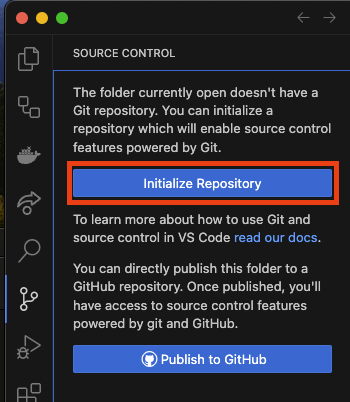 SOURCE CONTROL
The folder currently open doesn't have a
Git repository. You can initialize a
repository which will enable source control
features powered by Git.
Initialize Repository
To learn more about how to use Git and
source control in VS Code read our docs.
You can directly publish this folder to a
GitHub repository. Once published, you'll
have access to source control features
powered by git and GitHub.
Publish to GitHub